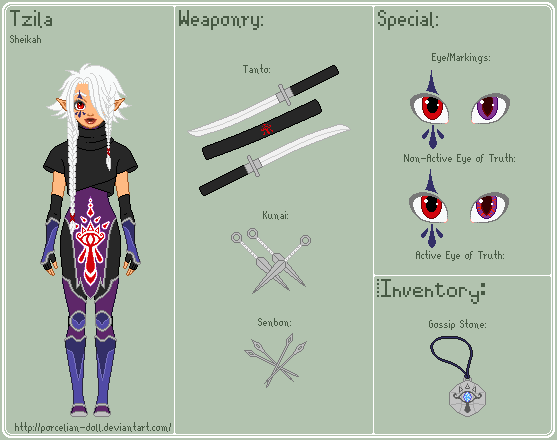 Tzila
Sheikah
http://porcelian-doll.deviantart.com/
Weaponry:
Tanto:
Kunai:
Senbon:
Special:
Eye/Markings:
Non-Active Eye of Truth:
Active Eye of Truth:
Inventory:
Gossip Stone: